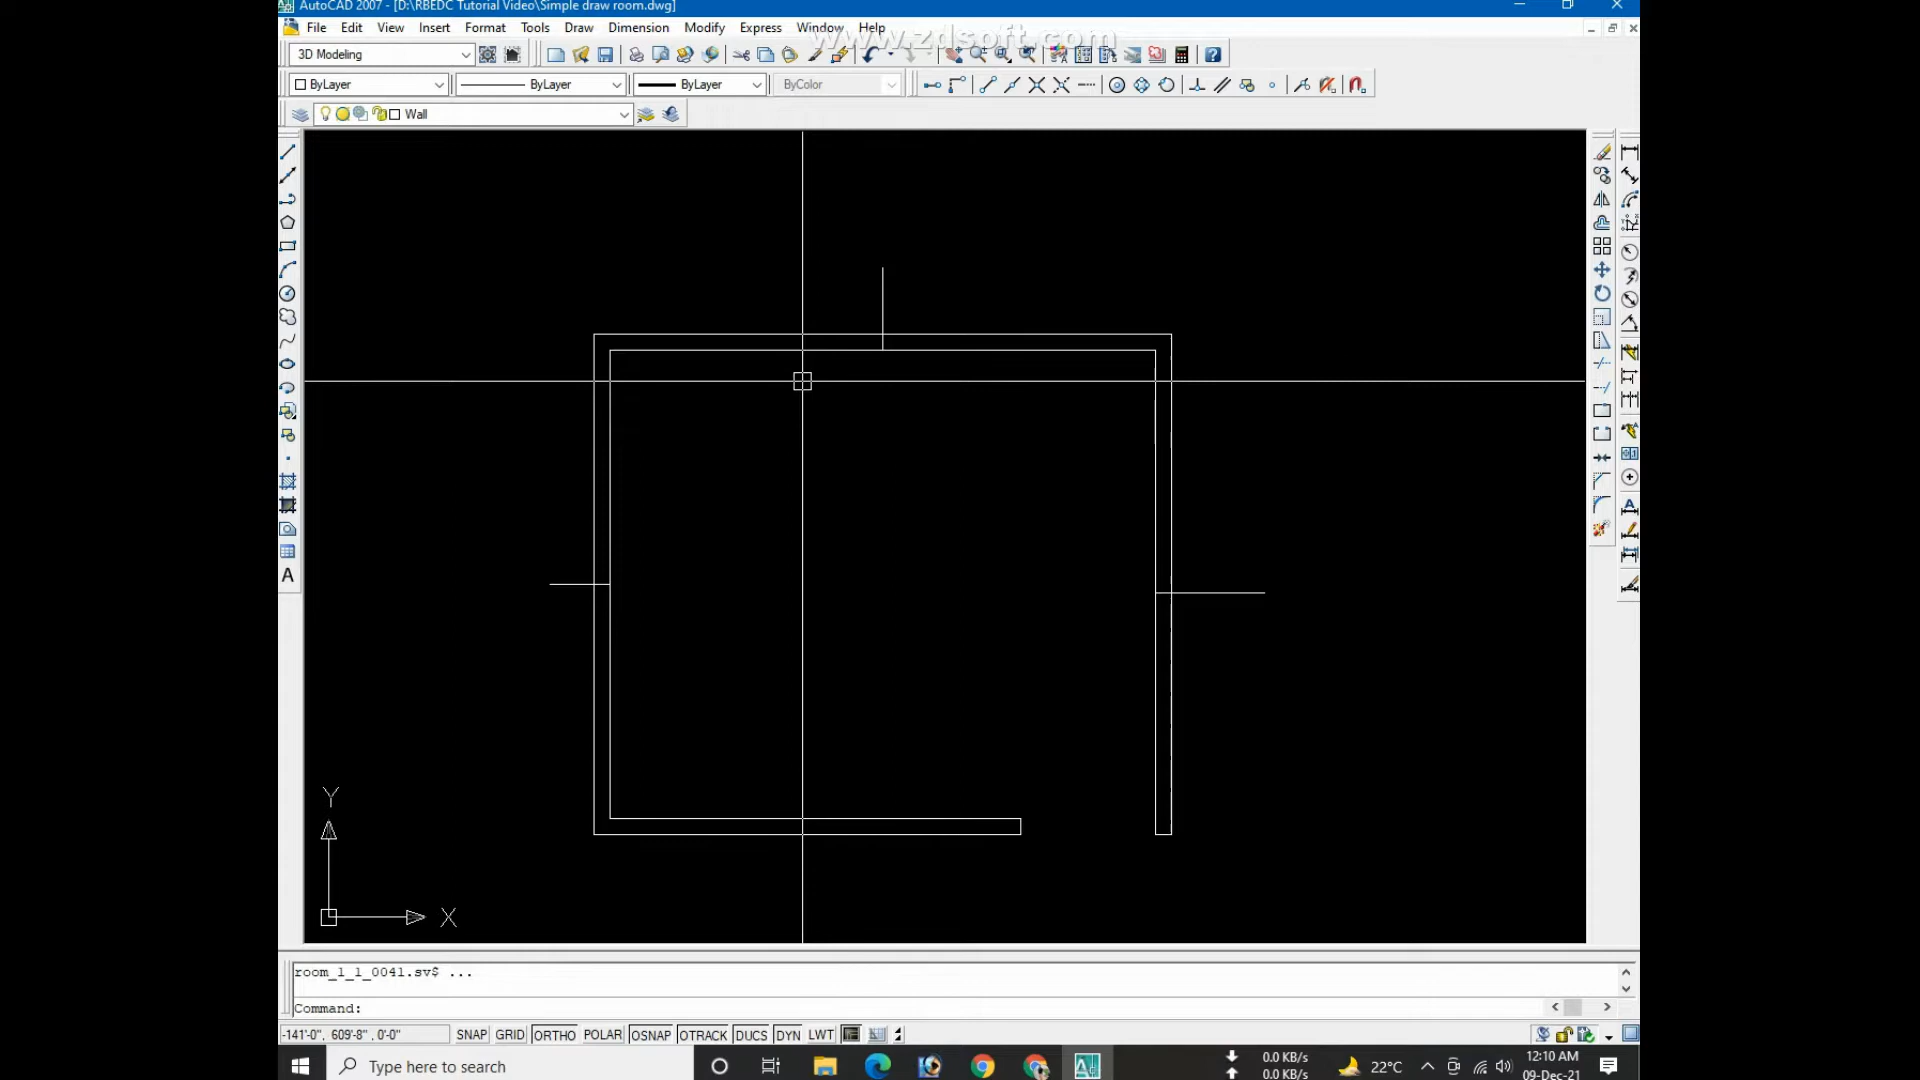 AutoCAD 2007 - [D:\RBEDC Tutorial Video\Simple draw room.dwg]
File Edit View Insert Format Tools Draw Dimension Modify Express Window Help
www.zdsoft.com
3D Modeling
ByLayer ByLayer ByLayer ByColor
Wall
A
Y
X
room_1_1_0041.sv$ ...
Command:
-141'-0", 609'-8", 0'-0" SNAP GRID ORTHO POLAR OSNAP OTRACK DUCS DYN LWT
Type here to search
0.0 KB/s
0.0 KB/s
22°C
12:10 AM
09-Dec-21